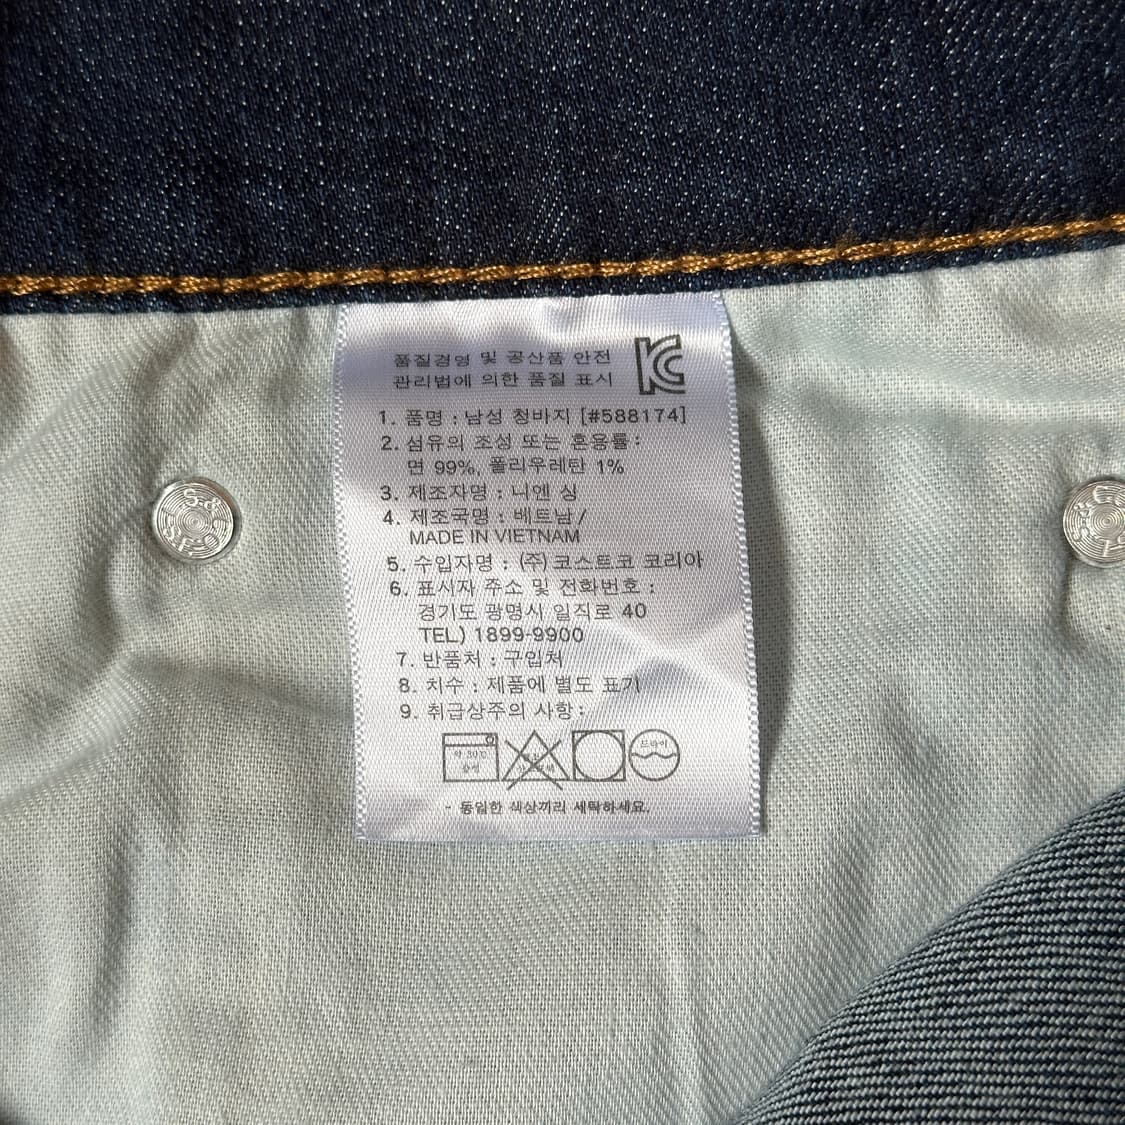 품질경영 및 공산품 안전
관리법에 의한 품질 표시
KC
1. 품명 : 남성 청바지 [#588174]
2. 섬유의 조성 또는 혼용률 :
면 99%, 폴리우레탄 1%
3. 제조자명 : 니엔 싱
4. 제조국명 : 베트남/
MADE IN VIETNAM
5. 수입자명 : (주)코스트코 코리아
6. 표시자 주소 및 전화번호 :
경기도 광명시 일직로 40
TEL) 1899-9900
7. 반품처 : 구입처
8. 치수 : 제품에 별도 표기
9. 취급상주의 사항 :
약 30℃
드라이
- 동일한 색상끼리 세탁하세요.